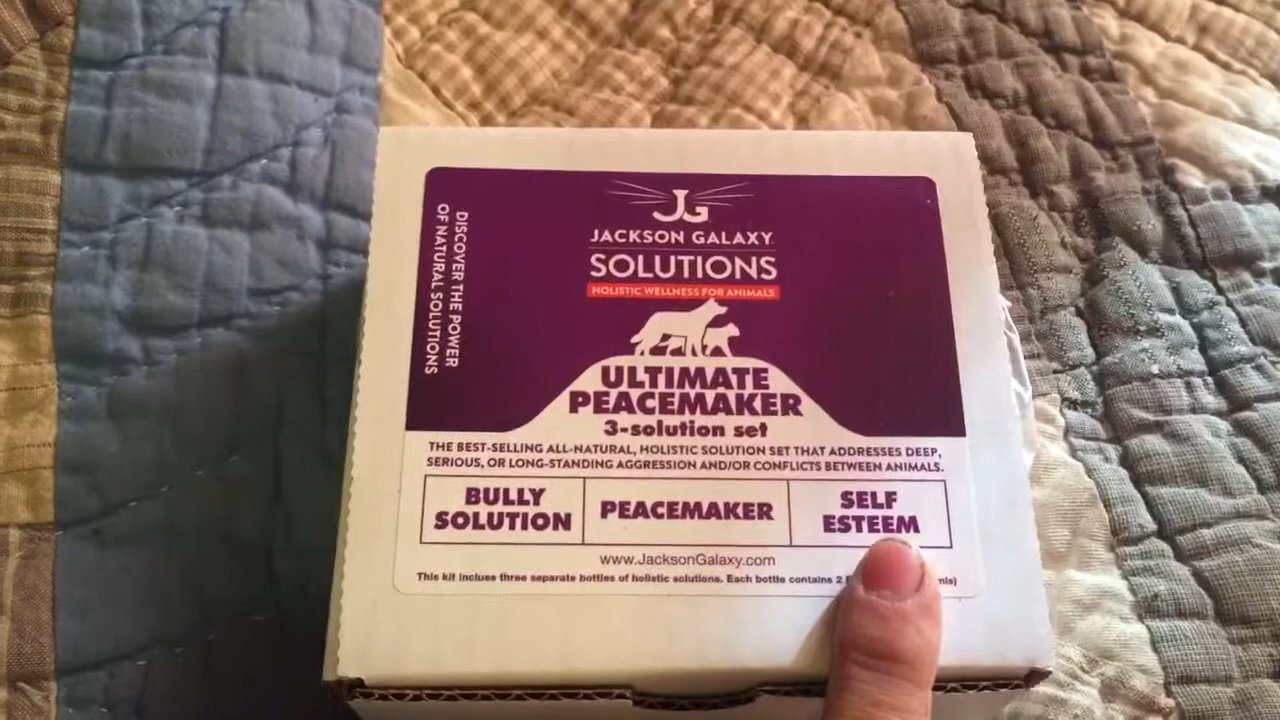 DISCOVER THE POWER
OF NATURAL SOLUTIONS
JG
JACKSON GALAXY
SOLUTIONS
HOLISTIC WELLNESS FOR ANIMALS
ULTIMATE
PEACEMAKER
3-solution set
THE BEST-SELLING ALL-NATURAL, HOLISTIC SOLUTION SET THAT ADDRESSES DEEP,
SERIOUS, OR LONG-STANDING AGGRESSION AND/OR CONFLICTS BETWEEN ANIMALS.
BULLY
SOLUTION
PEACEMAKER
SELF
ESTEEM
www.JacksonGalaxy.com
This kit inclues three separate bottles of holistic solutions. Each bottle contains 2 mls)